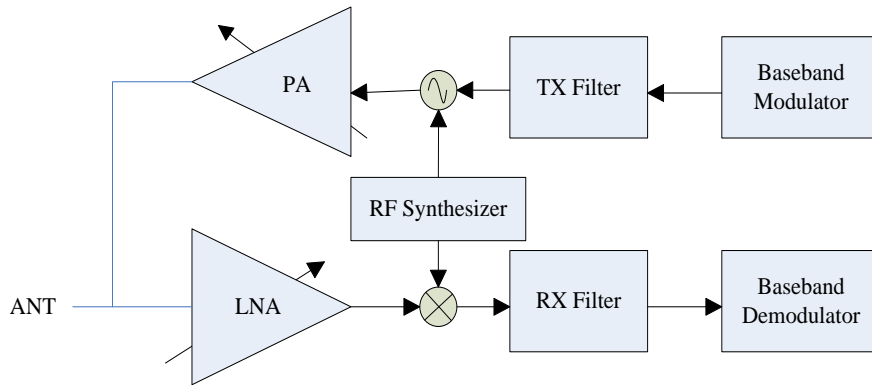 PA
TX Filter
Baseband
Modulator
RF Synthesizer
ANT
LNA
RX Filter
Baseband
Demodulator